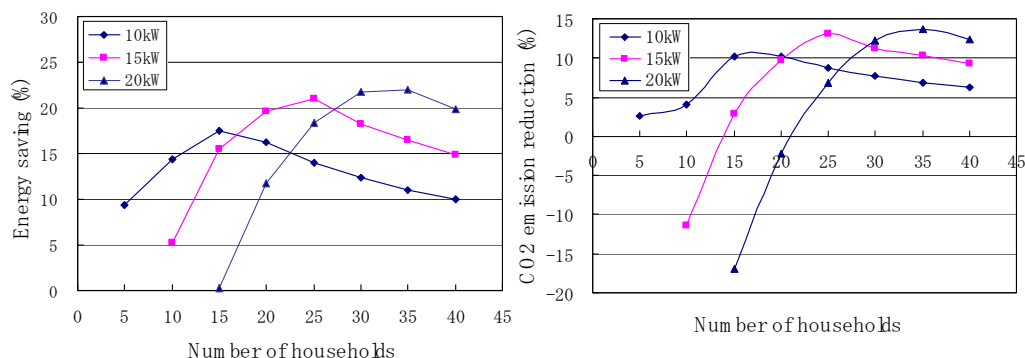 30
25
20
15
10
5
0
Energy saving (%)
10kW
15kW
20kW
0 5 10 15 20 25 30 35 40 45
Number of households
15
10
5
0
-5
-10
-15
-20
CO2 emission reduction (%)
10kW
15kW
20kW
0 5 10 15 20 25 30 35 40 45
Number of households